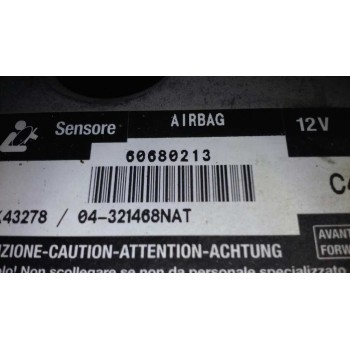 Sensore AIRBAG 12V
60680213
43278 / 04-321468NAT
ZIONE-CAUTION-ATTENTION-ACHTUNG
AVANT
FORW
Non scollegare se non da personale specializzato